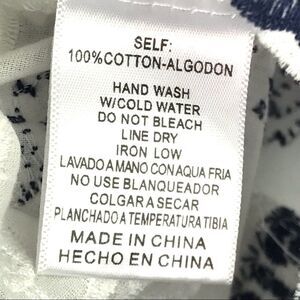 SELF:
100%COTTON-ALGODON
HAND WASH
W/COLD WATER
DO NOT BLEACH
LINE DRY
IRON LOW
LAVADO A MANO CON AQUA FRIA
NO USE BLANQUEADOR
COLGAR A SECAR
PLANCHADO A TEMPERATURA TIBIA
MADE IN CHINA
HECHO EN CHINA